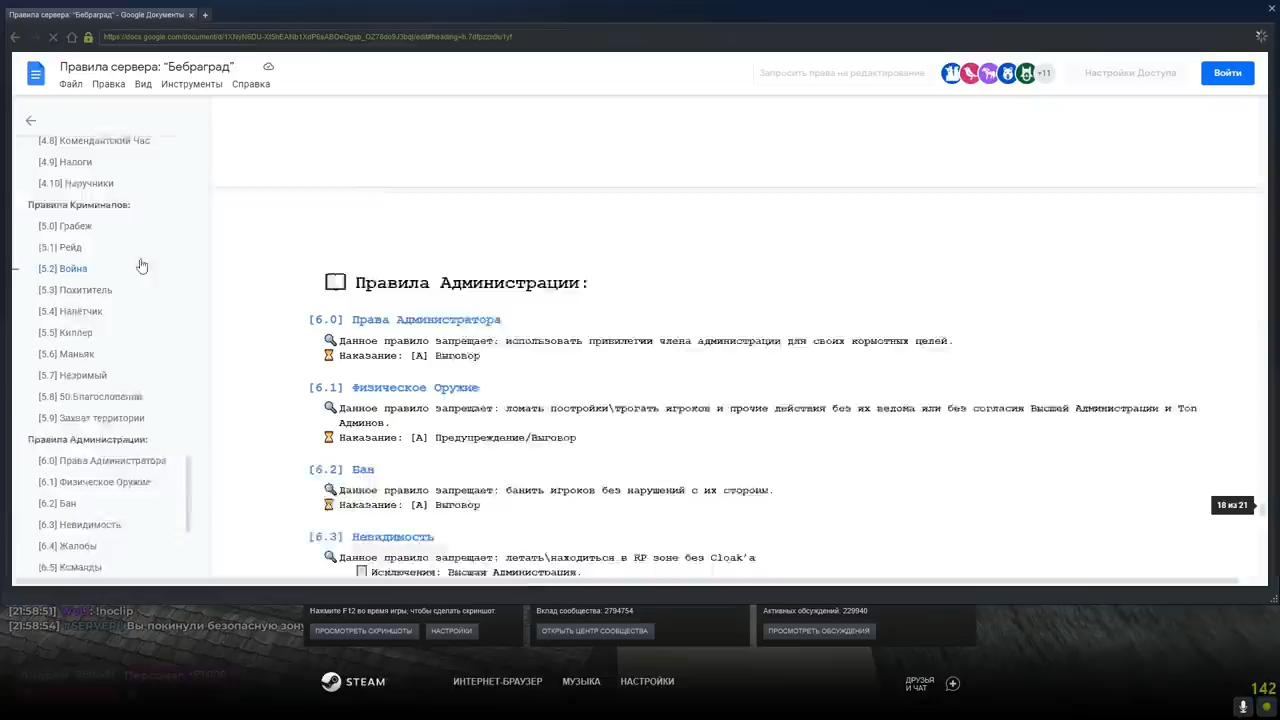 Правила сервера: "Бебраград" - Google Документы
Правила сервера: "Бебраград"
Файл Правка Вид Инструменты Справка
Запросить права на редактирование
+11
Настройки Доступа
Войти
[4.8] Комендантский Час
[4.9] Налоги
[4.10] Наручники
Правила Криминалов:
[5.0] Грабеж
[5.1] Рейд
[5.2] Война
[5.3] Похититель
[5.4] Налётчик
[5.5] Киллер
[5.6] Маньяк
[5.7] Незримый
[5.8] 50 Благословений
[5.9] Захват территории
Правила Администрации:
[6.0] Права Администратора
[6.1] Физическое Оружие
[6.2] Бан
[6.3] Невидимость
[6.4] Жалобы
[6.5] Команды
Правила Администрации:
[6.0] Права Администратора
Данное правило запрещает: использовать привилегии члена администрации для своих корыстных целей.
Наказание: [A] Выговор
[6.1] Физическое Оружие
Данное правило запрещает: ломать постройки\трогать игроков и прочие действия без их ведома или без согласия Высшей Администрации и Топ
Админов.
Наказание: [A] Предупреждение/Выговор
[6.2] Бан
Данное правило запрещает: банить игроков без нарушений с их стороны.
Наказание: [A] Выговор
[6.3] Невидимость
Данное правило запрещает: летать\находиться в RP зоне без Cloak'а
Исключения: Высшая Администрация.
18 из 21
[21:58:51] !noclip
[21:58:54] Вы покинули безопасную зону
Нажмите F12 во время игры, чтобы сделать скриншот.
ПРОСМОТРЕТЬ СКРИНШОТЫ
НАСТРОЙКИ
Вклад сообщества: 2794754
ОТКРЫТЬ ЦЕНТР СООБЩЕСТВА
Активных обсуждений: 229940
ПРОСМОТРЕТЬ ОБСУЖДЕНИЯ
STEAM
ИНТЕРНЕТ-БРАУЗЕР
МУЗЫКА
НАСТРОЙКИ
ДРУЗЬЯ
И ЧАТ
142